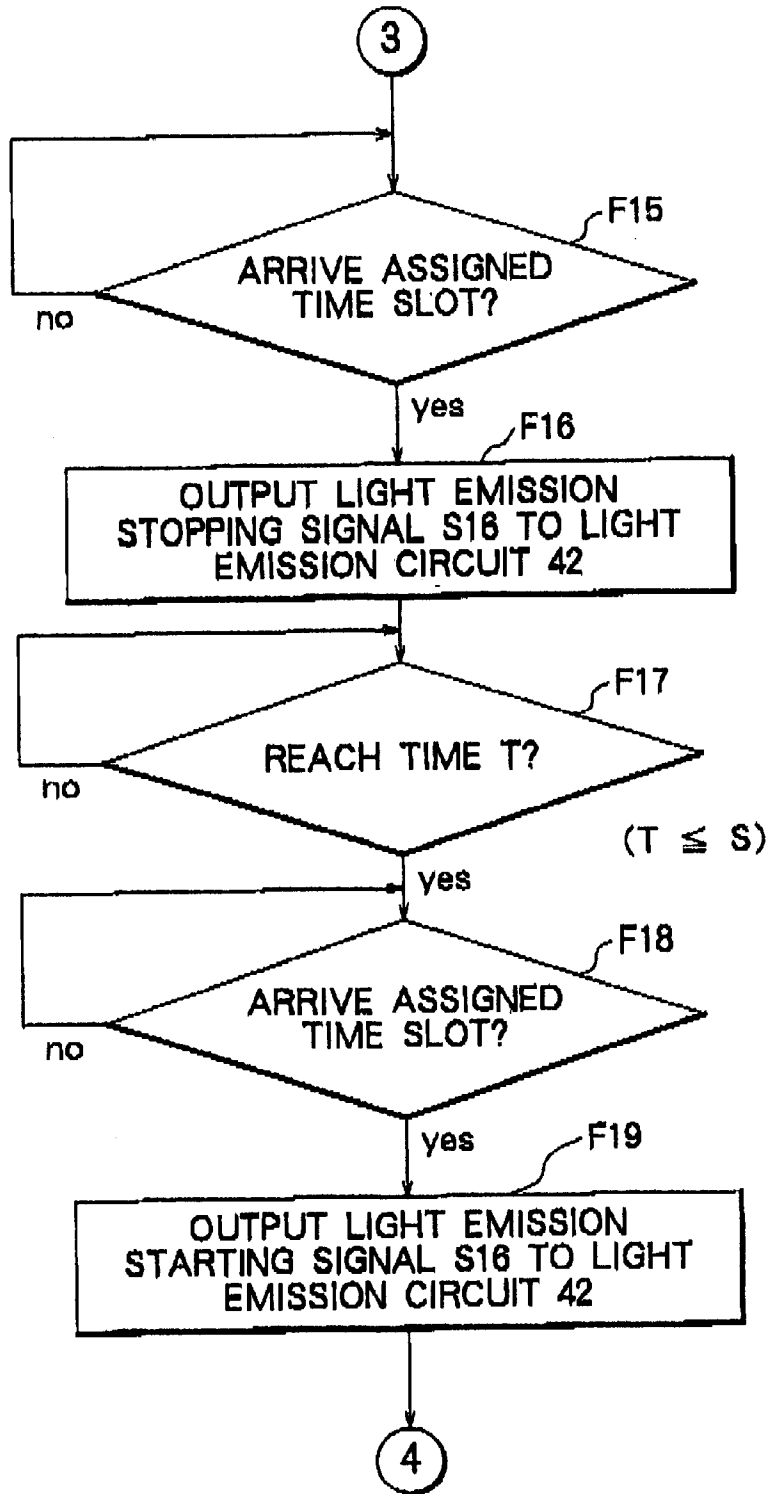 3
F15
ARRIVE ASSIGNED
TIME SLOT?
no
yes
F16
OUTPUT LIGHT EMISSION
STOPPING SIGNAL S16 TO LIGHT
EMISSION CIRCUIT 42
F17
REACH TIME T?
no
(T ≦ S)
yes
F18
ARRIVE ASSIGNED
TIME SLOT?
no
yes
F19
OUTPUT LIGHT EMISSION
STARTING SIGNAL S16 TO LIGHT
EMISSION CIRCUIT 42
4